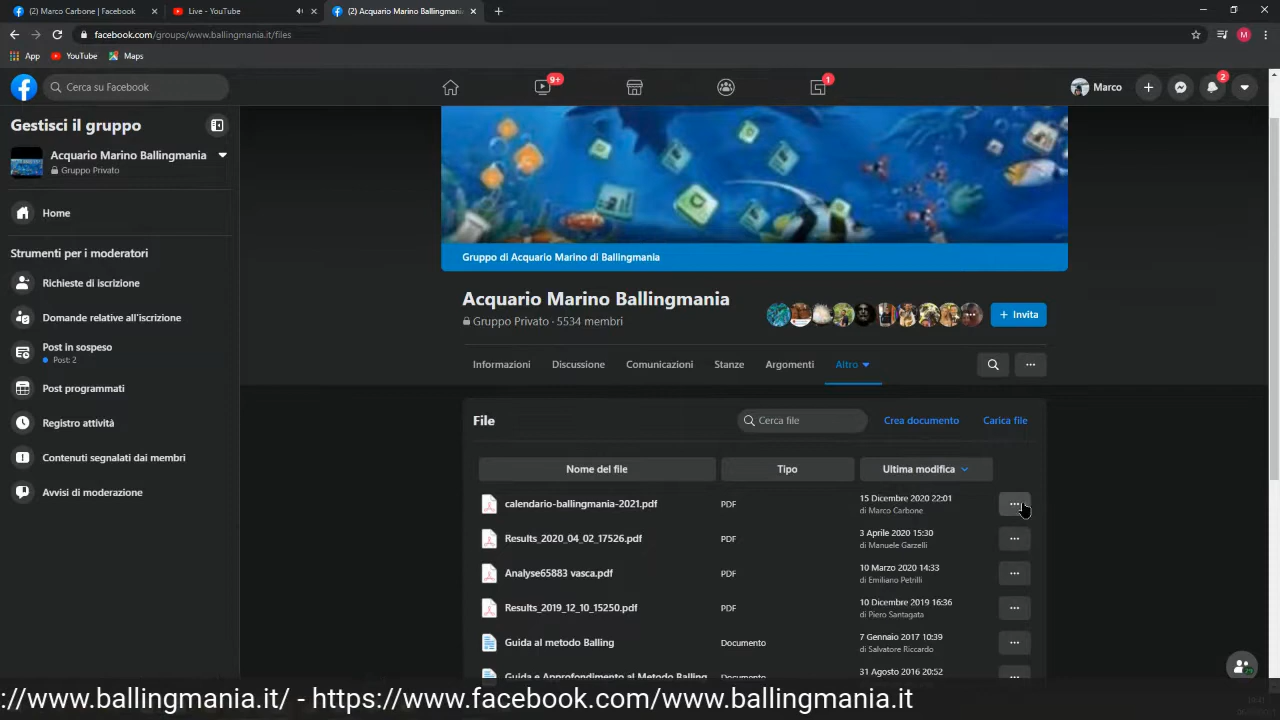 (2) Marco Carbone | Facebook
Live - YouTube
(2) Acquario Marino Ballingmania
facebook.com/groups/www.ballingmania.it/files
M
App
YouTube
Maps
Cerca su Facebook
9+
1
Marco
2
Gestisci il gruppo
Acquario Marino Ballingmania
Gruppo Privato
Home
Strumenti per i moderatori
Richieste di iscrizione
Domande relative all'iscrizione
Post in sospeso
Post: 2
Post programmati
Registro attività
Contenuti segnalati dai membri
Avvisi di moderazione
Gruppo di Acquario Marino di Ballingmania
Acquario Marino Ballingmania
Gruppo Privato · 5534 membri
+ Invita
Informazioni
Discussione
Comunicazioni
Stanze
Argomenti
Altro
File
Cerca file
Crea documento
Carica file
Nome del file
Tipo
Ultima modifica
calendario-ballingmania-2021.pdf
PDF
15 Dicembre 2020 22:01
di Marco Carbone
Results_2020_04_02_17526.pdf
PDF
3 Aprile 2020 15:30
di Manuele Garzelli
Analyse65883 vasca.pdf
PDF
10 Marzo 2020 14:33
di Emiliano Petrilli
Results_2019_12_10_15250.pdf
PDF
10 Dicembre 2019 16:36
di Piero Santagata
Guida al metodo Balling
Documento
7 Gennaio 2017 10:39
di Salvatore Riccardo
Guida e Approfondimento al Metodo Balling
Documento
31 Agosto 2016 20:52
://www.ballingmania.it/ - https://www.facebook.com/www.ballingmania.it